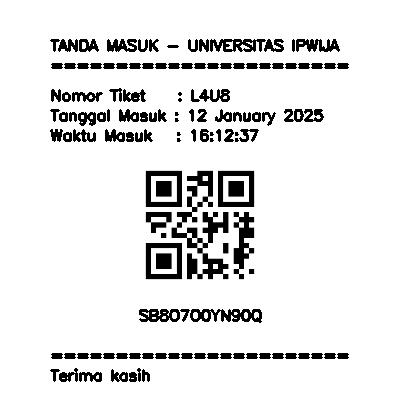 TANDA MASUK - UNIVERSITAS IPWIJA
=======================
Nomor Tiket : L4U8
Tanggal Masuk : 12 January 2025
Waktu Masuk : 16:12:37
SB80700YN90Q
=======================
Terima kasih